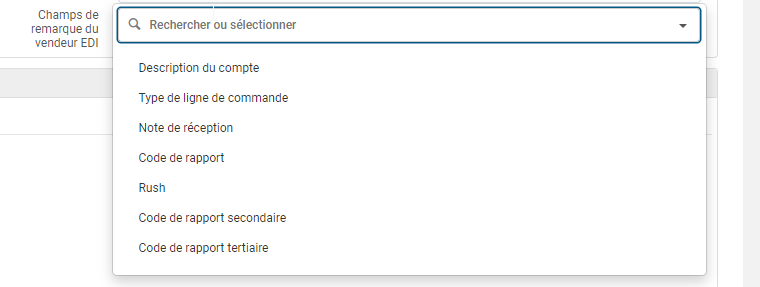 Champs de
remarque du
vendeur EDI
Rechercher ou sélectionner
Description du compte
Type de ligne de commande
Note de réception
Code de rapport
Rush
Code de rapport secondaire
Code de rapport tertiaire